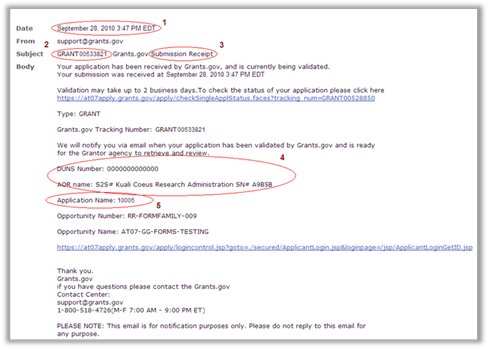 1
Date September 28, 2010 3:47 PM EDT
From support@grants.gov
2 3
Subject GRANT00533821 Grants.gov Submission Receipt
Body Your application has been received by Grants.gov, and is currently being validated.
Your submission was received at September 28, 2010 3:47 PM EDT
Validation may take up to 2 business days.To check the status of your application please click here
https://at07apply.grants.gov/apply/checkSingleApplStatus.faces?tracking_num=GRANT00528850
Type: GRANT
Grants.gov Tracking Number: GRANT00533821
We will notify you via email when your application has been validated by Grants.gov and is ready
for the Grantor agency to retrieve and review.
4
DUNS Number: 0000000000000
AOR name: S2S# Kuali Coeus Research Administration SN# A9B5B
Application Name: 10005
5
Opportunity Number: RR-FORMFAMILY-009
Opportunity Name: AT07-GG-FORMS-TESTING
https://at07apply.grants.gov/apply/logincontrol.jsp?goto=./secured/ApplicantLogin.jsp&loginpage=/jsp/ApplicantLoginGetID.jsp
Thank you.
Grants.gov
if you have questions please contact the Grants.gov
Contact Center:
support@grants.gov
1-800-518-4726(M-F 7:00 AM - 9:00 PM ET)
PLEASE NOTE: This email is for notification purposes only. Please do not reply to this email for
any purpose.